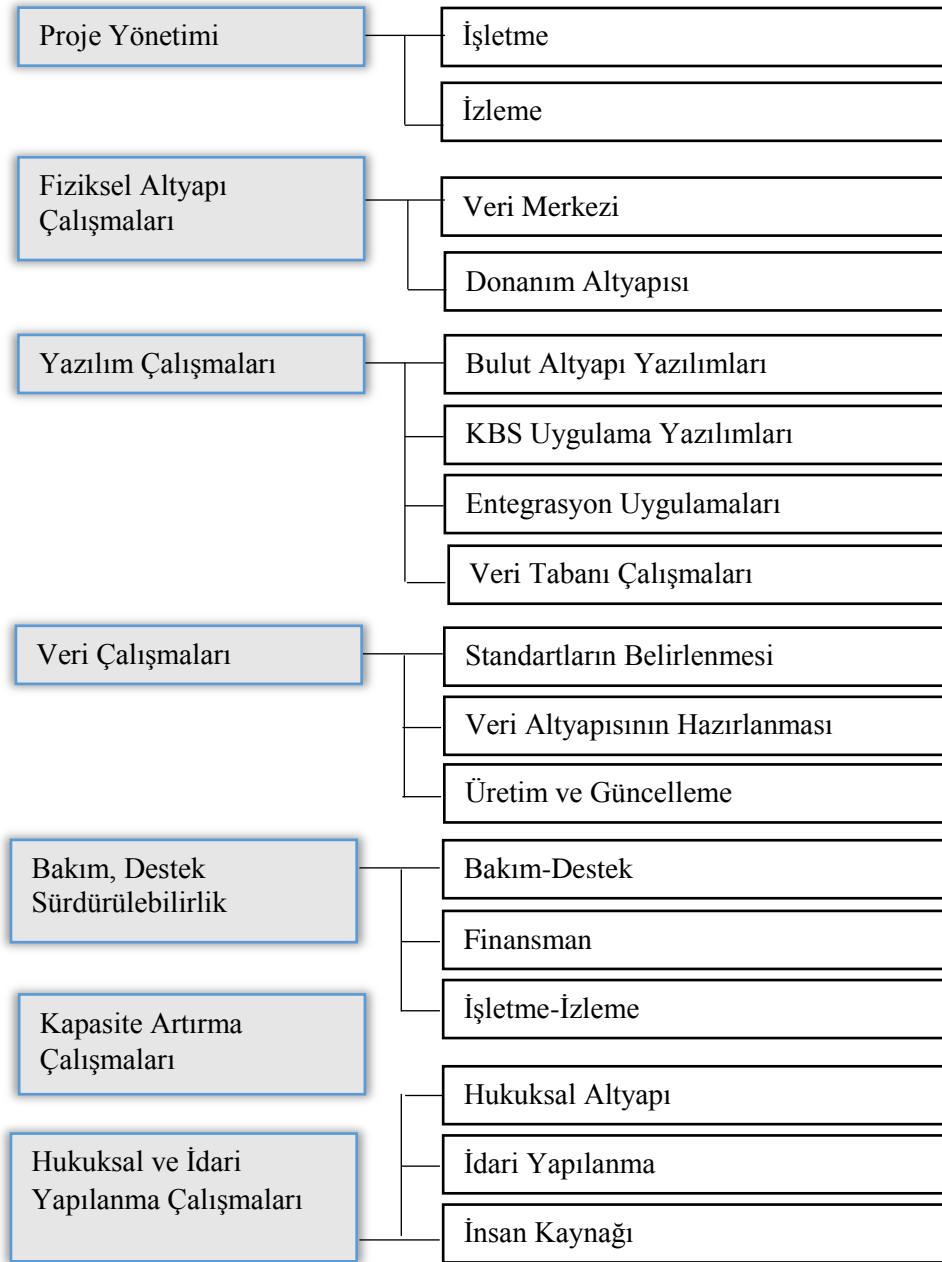 Proje Yönetimi
İşletme
İzleme
Fiziksel Altyapı
Çalışmaları
Veri Merkezi
Donanım Altyapısı
Yazılım Çalışmaları
Bulut Altyapı Yazılımları
KBS Uygulama Yazılımları
Entegrasyon Uygulamaları
Veri Tabanı Çalışmaları
Veri Çalışmaları
Standartların Belirlenmesi
Veri Altyapısının Hazırlanması
Üretim ve Güncelleme
Bakım, Destek
Sürdürülebilirlik
Bakım-Destek
Finansman
İşletme-İzleme
Kapasite Artırma
Çalışmaları
Hukuksal ve İdari
Yapılanma Çalışmaları
Hukuksal Altyapı
İdari Yapılanma
İnsan Kaynağı